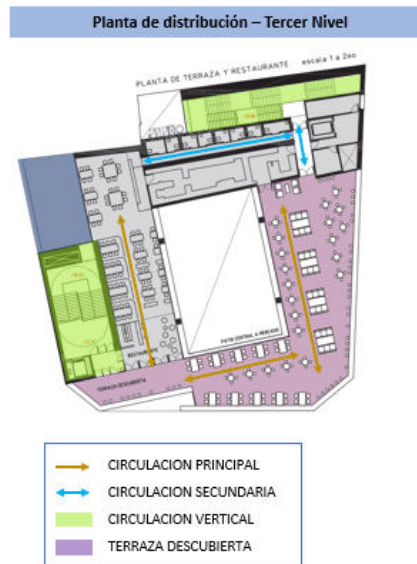 Planta de distribución – Tercer Nivel
PLANTA DE TERRAZA Y RESTAURANTE escala 1 a 200
RESTAURANTE
PATIO CENTRAL A MERCADO
TERRAZA DESCUBIERTA
CIRCULACION PRINCIPAL
CIRCULACION SECUNDARIA
CIRCULACION VERTICAL
TERRAZA DESCUBIERTA